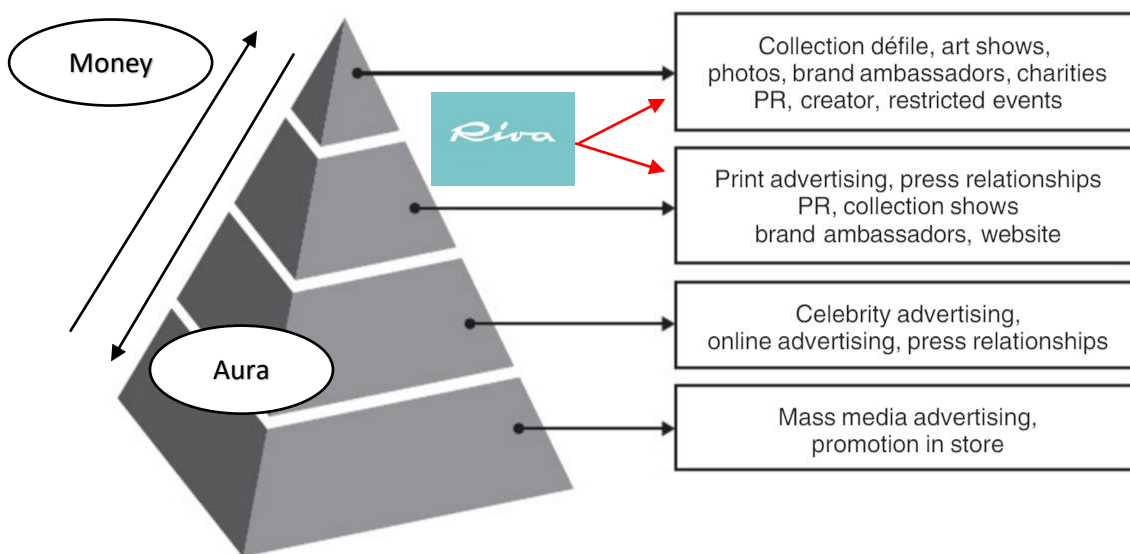 Money
Collection défile, art shows,
photos, brand ambassadors, charities
PR, creator, restricted events
Riva
Print advertising, press relationships
PR, collection shows
brand ambassadors, website
Celebrity advertising,
online advertising, press relationships
Aura
Mass media advertising,
promotion in store